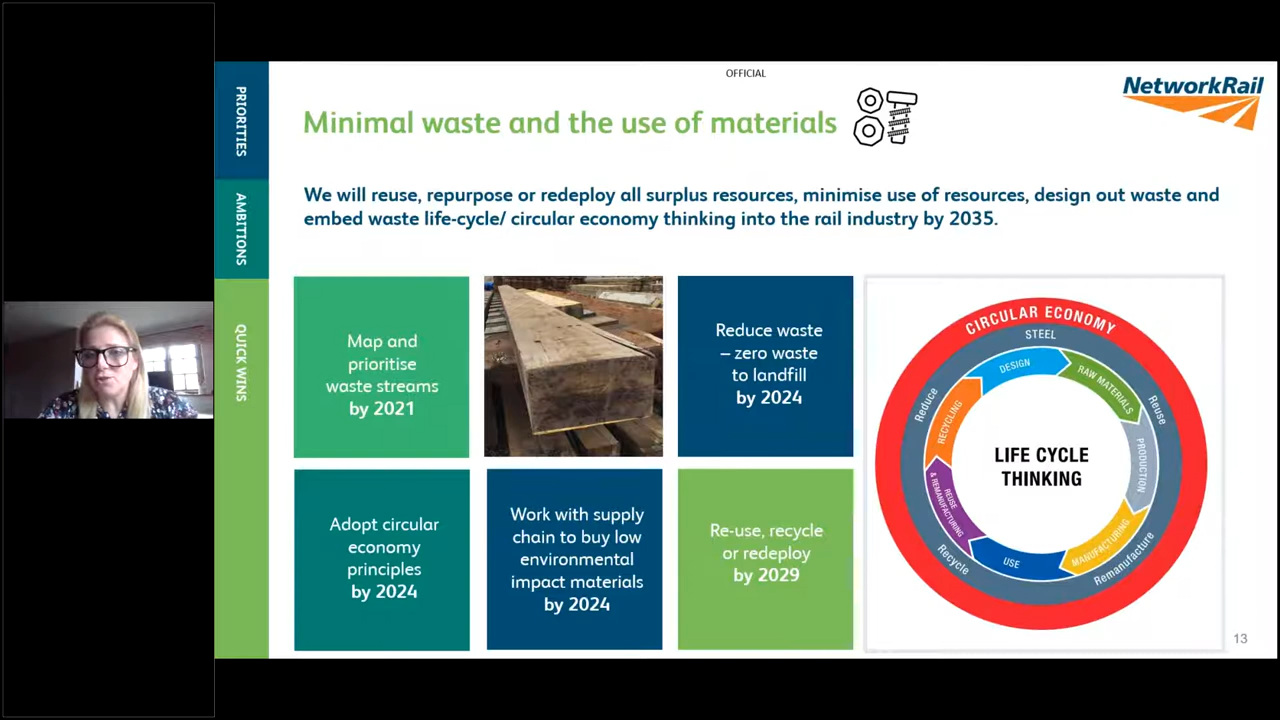 OFFICIAL
NetworkRail
PRIORITIES
AMBITIONS
QUICK WINS
Minimal waste and the use of materials
We will reuse, repurpose or redeploy all surplus resources, minimise use of resources, design out waste and
embed waste life-cycle/ circular economy thinking into the rail industry by 2035.
Map and
prioritise
waste streams
by 2021
Reduce waste
– zero waste
to landfill
by 2024
Adopt circular
economy
principles
by 2024
Work with supply
chain to buy low
environmental
impact materials
by 2024
Re-use, recycle
or redeploy
by 2029
CIRCULAR ECONOMY
STEEL
Reduce
Reuse
Remanufacture
Recycle
DESIGN
RAW MATERIALS
PRODUCTION
MANUFACTURING
USE
REUSE
& REMANUFACTURING
RECYCLING
LIFE CYCLE
THINKING
13